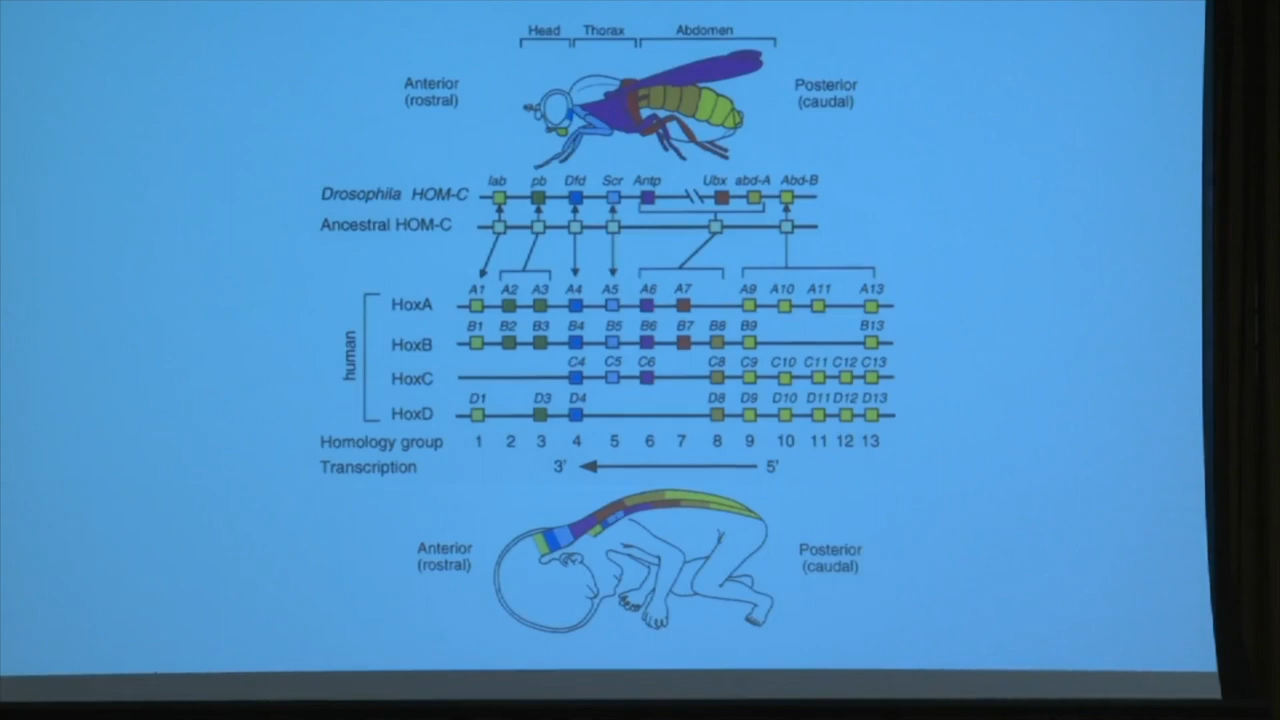 Head Thorax Abdomen
Anterior (rostral)
Posterior (caudal)
lab pb Dfd Scr Antp Ubx abd-A Abd-B
Drosophila HOM-C
Ancestral HOM-C
A1 A2 A3 A4 A5 A6 A7 A9 A10 A11 A13
HoxA
B1 B2 B3 B4 B5 B6 B7 B8 B9 B13
HoxB
C4 C5 C6 C8 C9 C10 C11 C12 C13
HoxC
D1 D3 D4 D8 D9 D10 D11 D12 D13
HoxD
human
Homology group 1 2 3 4 5 6 7 8 9 10 11 12 13
Transcription 3' 5'
Anterior (rostral)
Posterior (caudal)